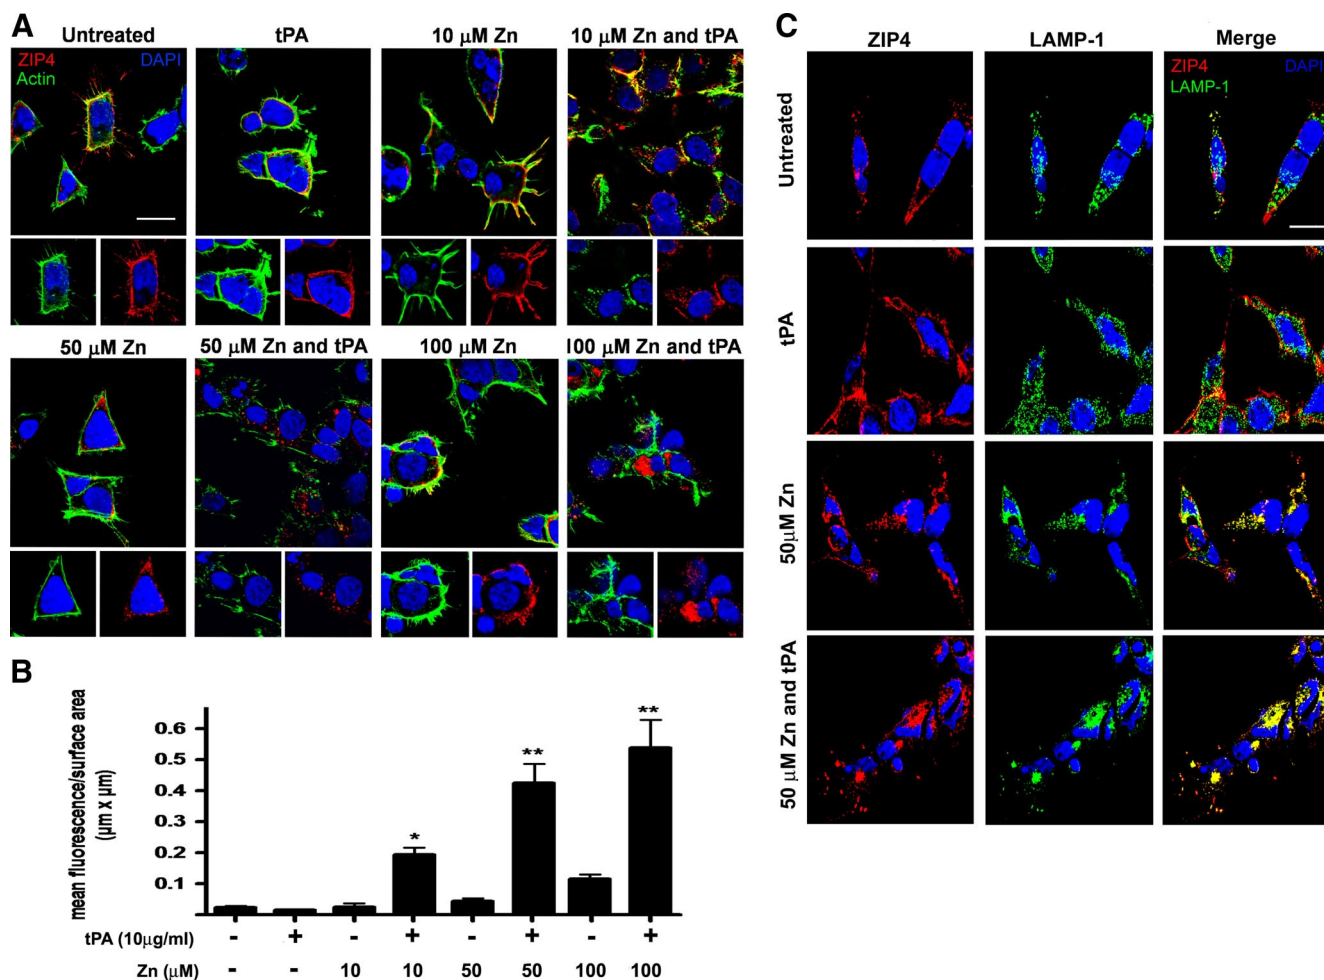 A
Untreated
tPA
10 µM Zn
10 µM Zn and tPA
ZIP4
DAPI
Actin
50 µM Zn
50 µM Zn and tPA
100 µM Zn
100 µM Zn and tPA
B
mean fluorescence/surface area
(µm x µm)
0.6
0.5
0.4
0.3
0.2
0.1
*
**
**
tPA (10µg/ml) - + - + - + - +
Zn (µM) - - 10 10 50 50 100 100
C
ZIP4
LAMP-1
Merge
ZIP4
DAPI
LAMP-1
Untreated
tPA
50µM Zn
50 µM Zn and tPA